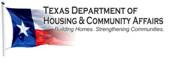 TEXAS DEPARTMENT OF
HOUSING & COMMUNITY AFFAIRS
Building Homes. Strengthening Communities.